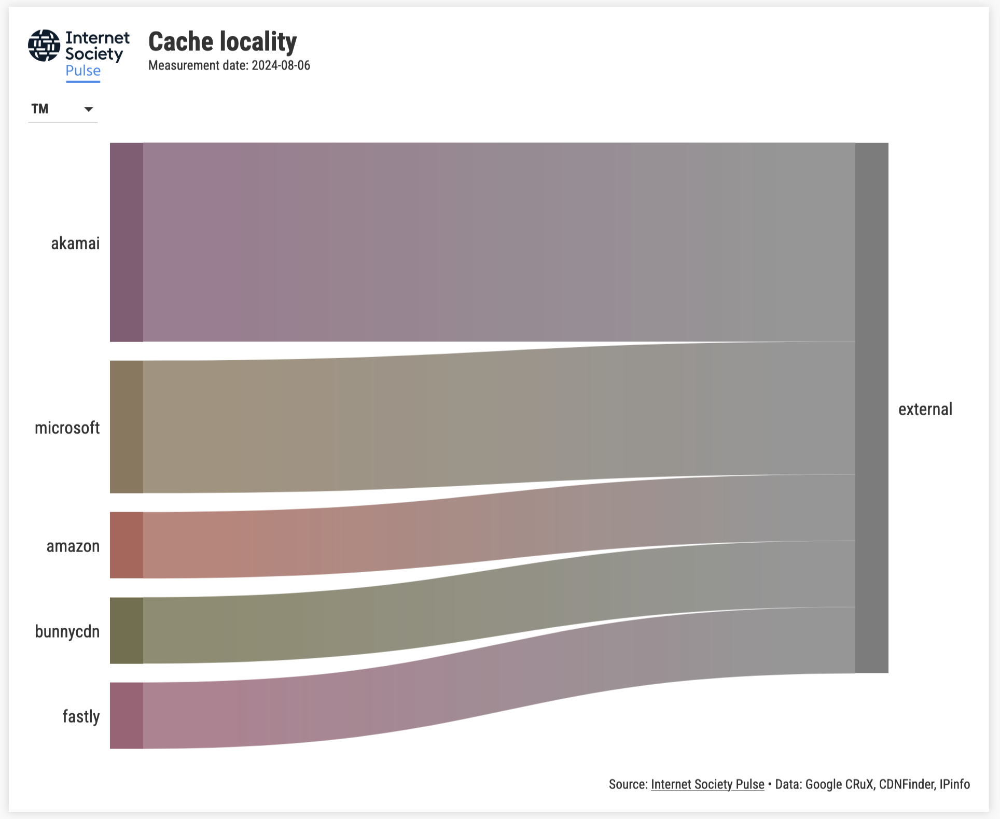 Internet
Society
Pulse
Cache locality
Measurement date: 2024-08-06
TM
akamai
microsoft
external
amazon
bunnycdn
fastly
Source: Internet Society Pulse • Data: Google CRuX, CDNFinder, IPinfo